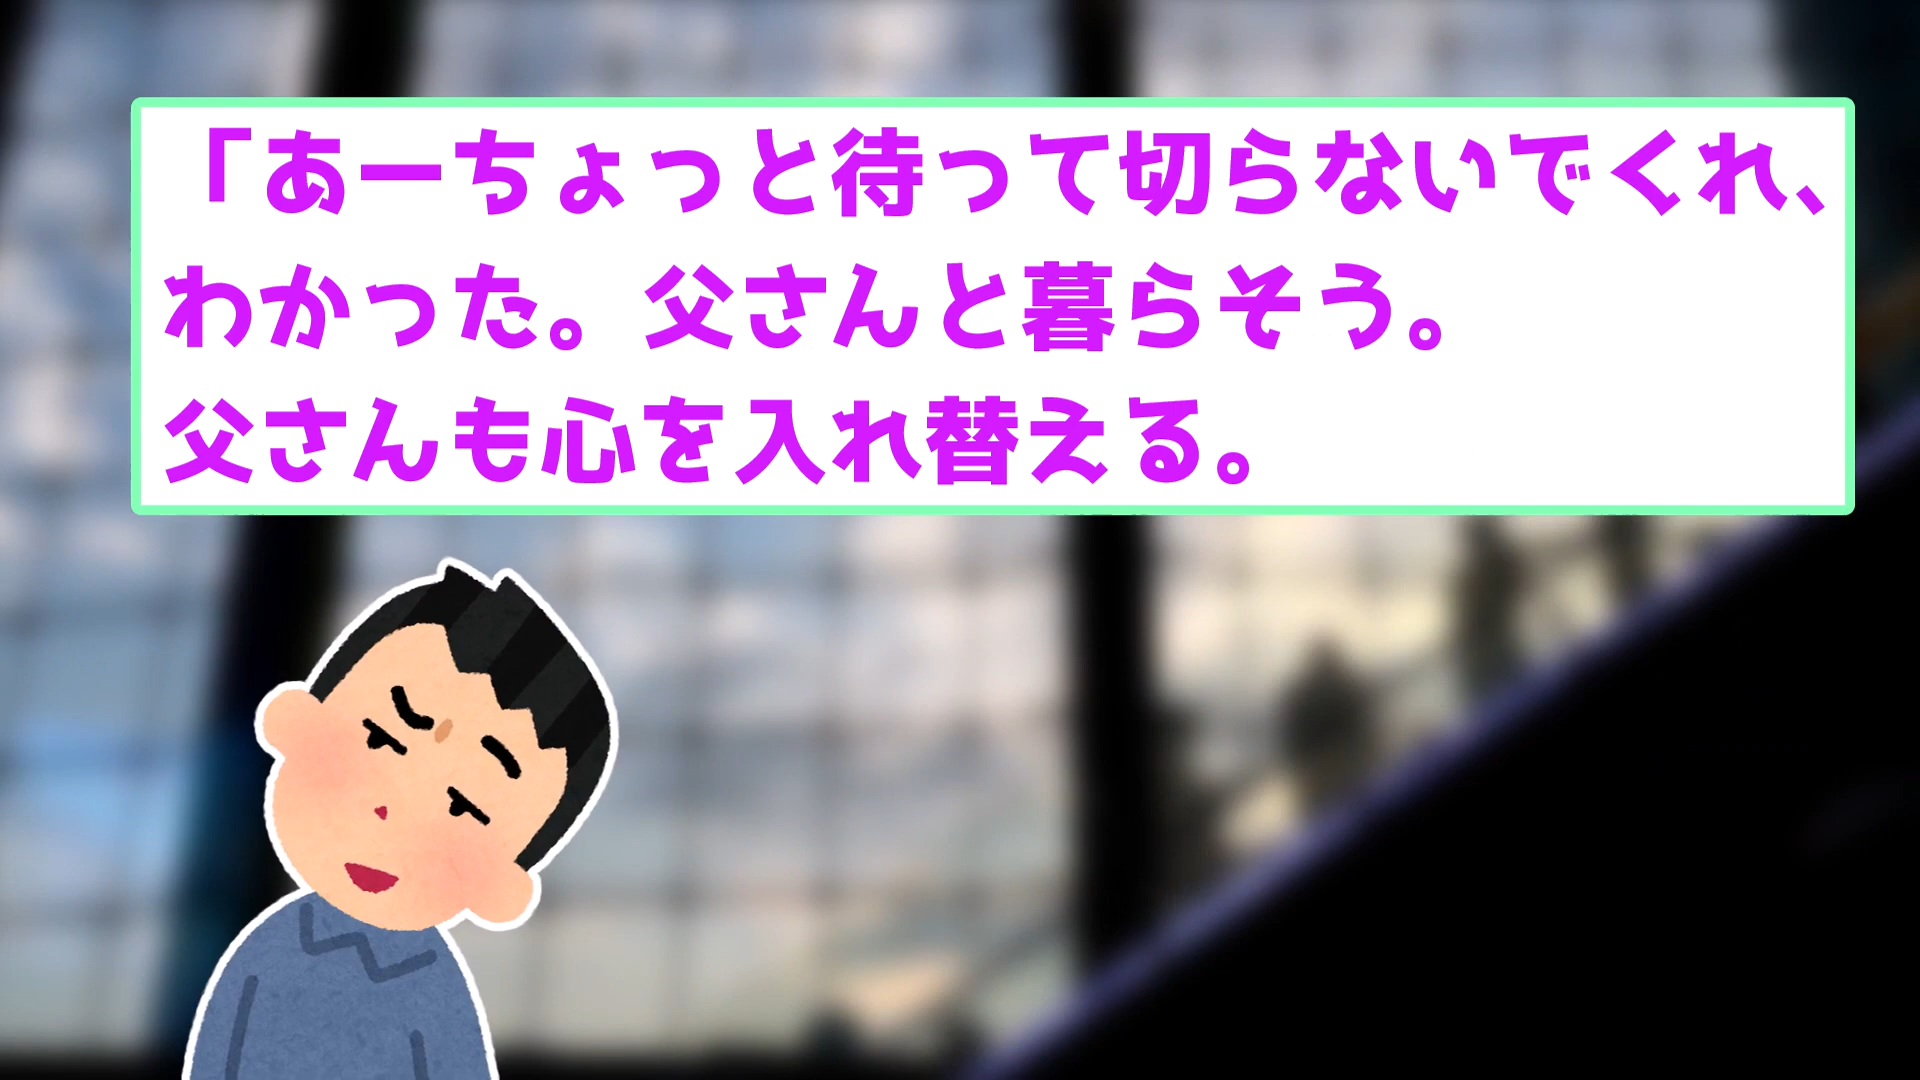 「あーちょっと待って切らないでくれ、
わかった。父さんと暮らそう。
父さんも心を入れ替える。